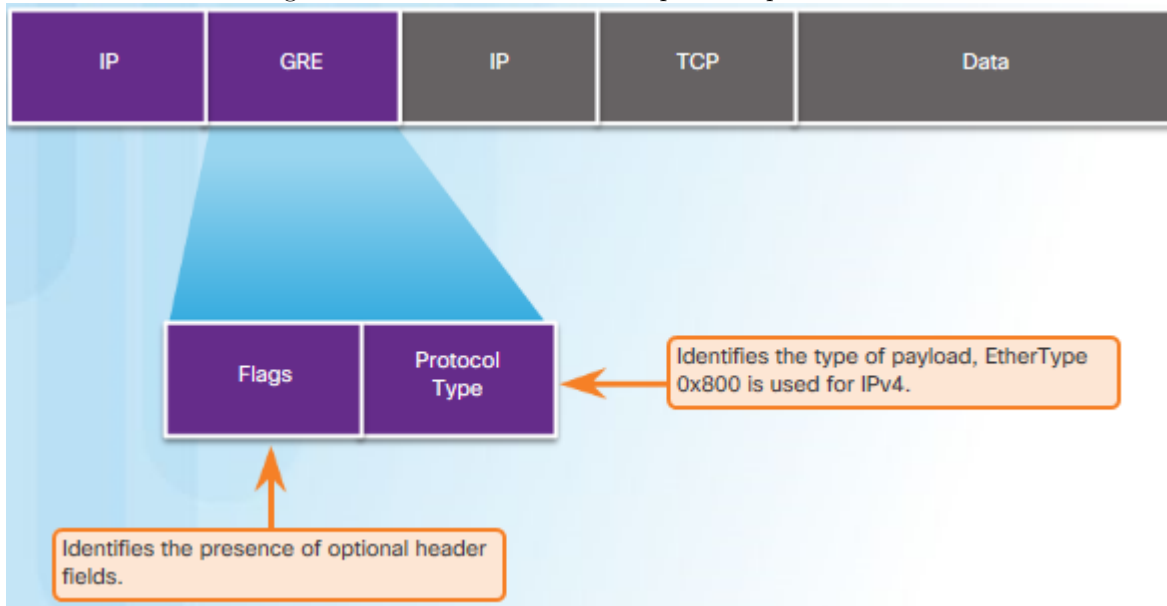 IP
GRE
IP
TCP
Data
Flags
Protocol
Type
Identifies the type of payload, EtherType
0x800 is used for IPv4.
Identifies the presence of optional header
fields.